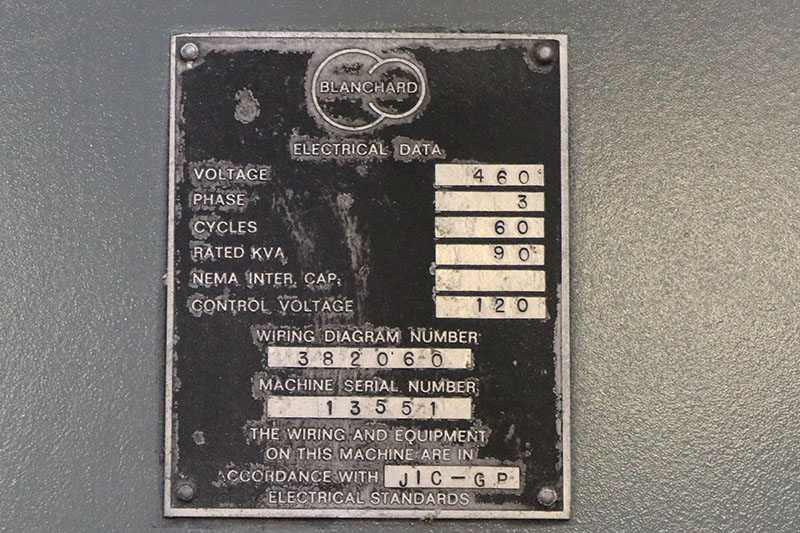 BLANCHARD
ELECTRICAL DATA
VOLTAGE 460
PHASE 3
CYCLES 60
RATED KVA 90
NEMA INTER. CAP.
CONTROL VOLTAGE 120
WIRING DIAGRAM NUMBER
382060
MACHINE SERIAL NUMBER
13551
THE WIRING AND EQUIPMENT
ON THIS MACHINE ARE IN
ACCORDANCE WITH JIC-GP
ELECTRICAL STANDARDS